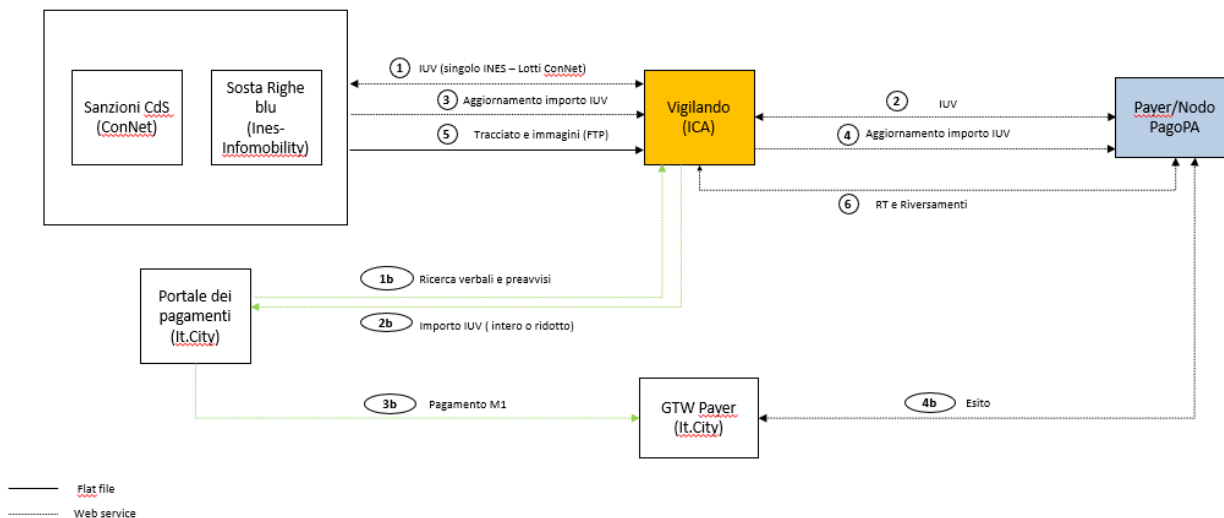 Sanzioni CdS
(ConNet)
Sosta Righe
blu
(Ines-
Infomobility)
1 IUV (singolo INES – Lotti ConNet)
3 Aggiornamento importo IUV
5 Tracciato e immagini (FTP)
Vigilando
(ICA)
2 IUV
4 Aggiornamento importo IUV
Payer/Nodo
PagoPA
6 RT e Riversamenti
1b Ricerca verbali e preavvisi
Portale dei
pagamenti
(It.City)
2b Importo IUV ( intero o ridotto)
3b Pagamento M1
GTW Payer
(It.City)
4b Esito
Flat file
Web service